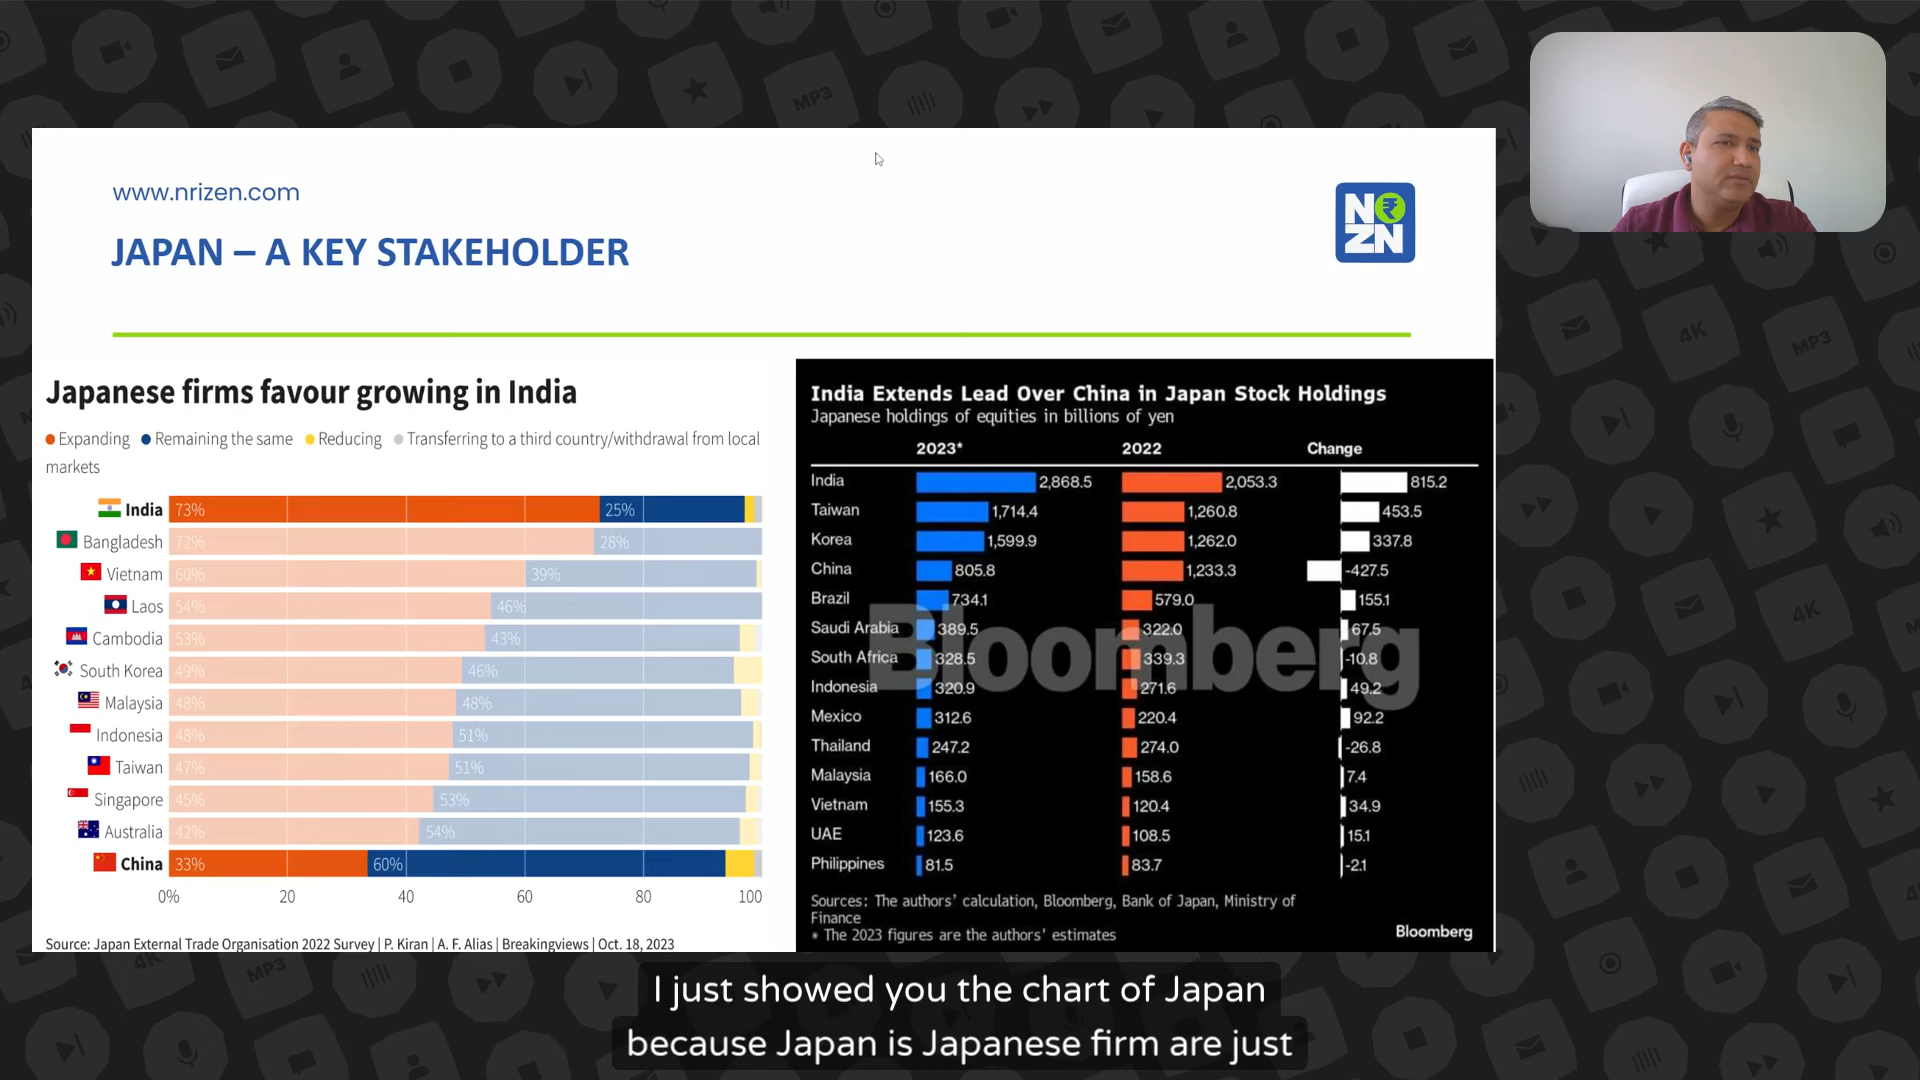 www.nrizen.com
JAPAN – A KEY STAKEHOLDER
N₹
ZN
Japanese firms favour growing in India
Expanding Remaining the same Reducing Transferring to a third country/withdrawal from local
markets
India 73% 25%
Bangladesh 72% 28%
Vietnam 60% 39%
Laos 54% 46%
Cambodia 53% 43%
South Korea 49% 46%
Malaysia 48% 48%
Indonesia 48% 51%
Taiwan 47% 51%
Singapore 45% 53%
Australia 42% 54%
China 33% 60%
0% 20 40 60 80 100
Source: Japan External Trade Organisation 2022 Survey | P. Kiran | A. F. Alias | Breakingviews | Oct. 18, 2023
India Extends Lead Over China in Japan Stock Holdings
Japanese holdings of equities in billions of yen
2023* 2022 Change
India 2,868.5 2,053.3 815.2
Taiwan 1,714.4 1,260.8 453.5
Korea 1,599.9 1,262.0 337.8
China 805.8 1,233.3 -427.5
Brazil 734.1 579.0 155.1
Saudi Arabia 389.5 322.0 67.5
South Africa 328.5 339.3 -10.8
Indonesia 320.9 271.6 49.2
Mexico 312.6 220.4 92.2
Thailand 247.2 274.0 -26.8
Malaysia 166.0 158.6 7.4
Vietnam 155.3 120.4 34.9
UAE 123.6 108.5 15.1
Philippines 81.5 83.7 -2.1
Bloomberg
Sources: The authors' calculation, Bloomberg, Bank of Japan, Ministry of
Finance
* The 2023 figures are the authors' estimates
Bloomberg
I just showed you the chart of Japan
because Japan is Japanese firm are just
MP3
4K
MP3
4K
4K
MP3
MP3